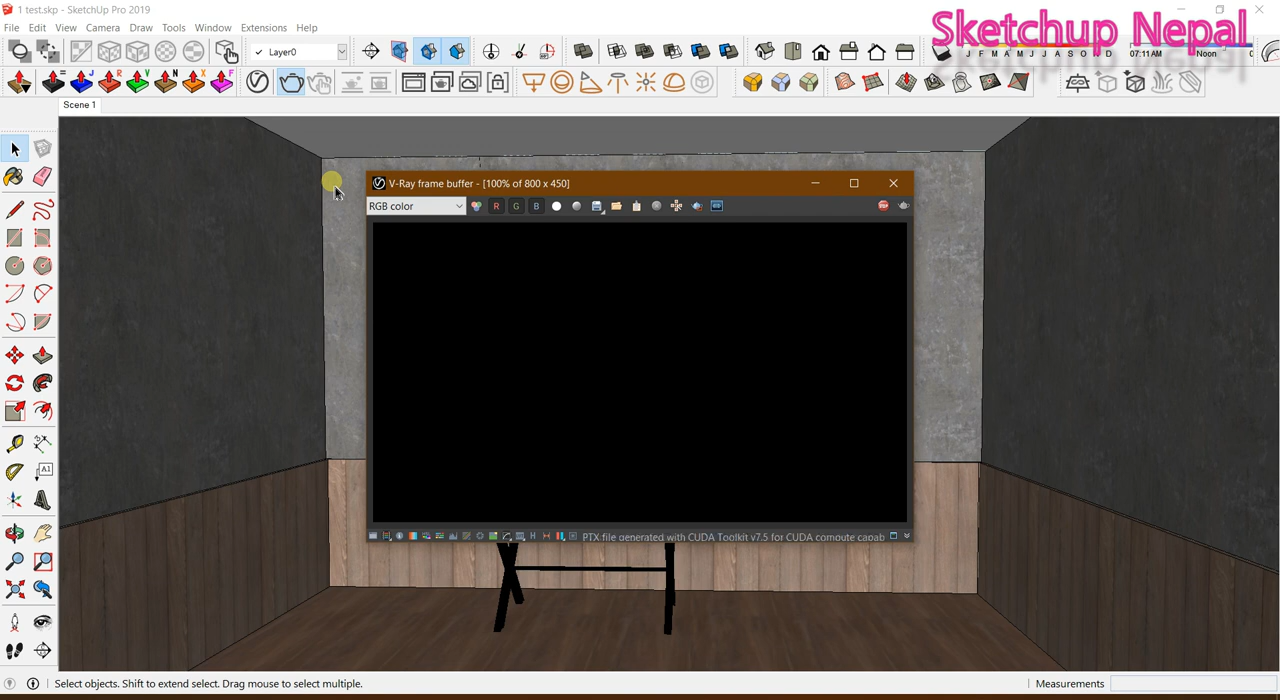 1 test.skp - SketchUp Pro 2019
Sketchup Nepal
File Edit View Camera Draw Tools Window Extensions Help
Layer0
J F M A M J J A S O N D 07:11 AM Noon
Scene 1
V-Ray frame buffer - [100% of 800 x 450]
RGB color R G B
A1
H PTX file generated with CUDA Toolkit v7.5 for CUDA compute capab
Select objects. Shift to extend select. Drag mouse to select multiple. Measurements